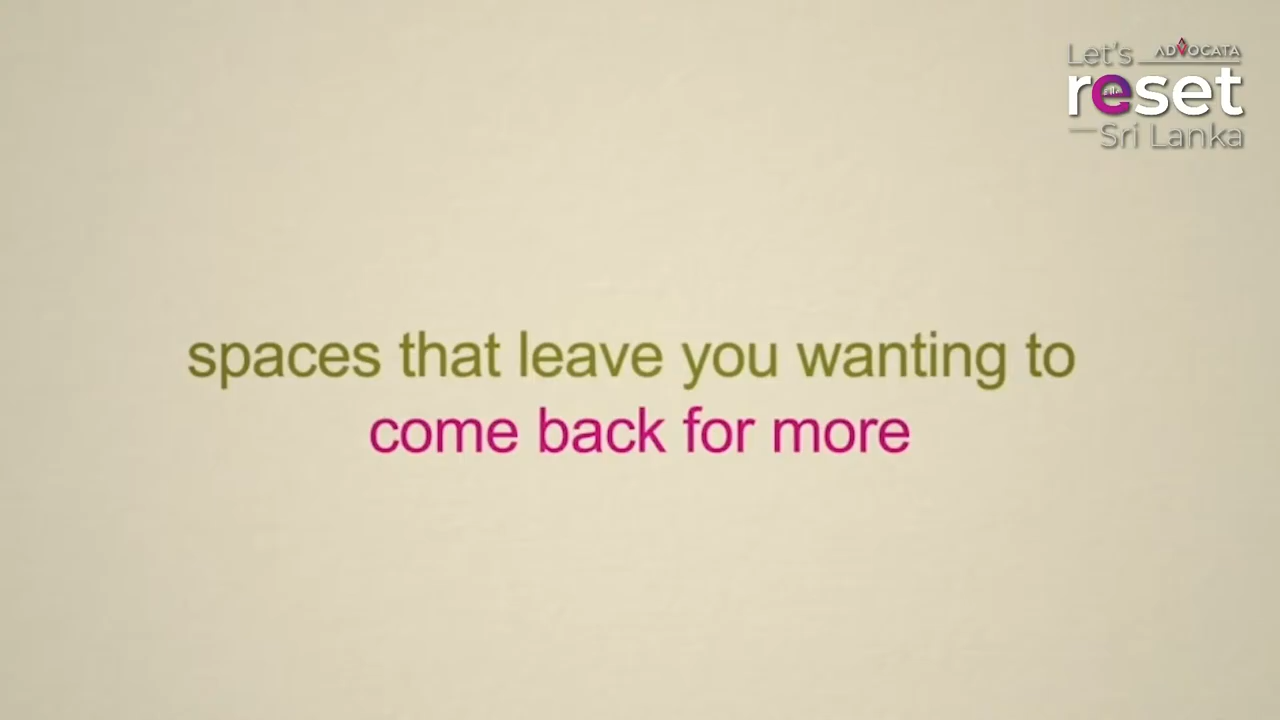 Let's ADVOCATA
reset
Sri Lanka
spaces that leave you wanting to
come back for more